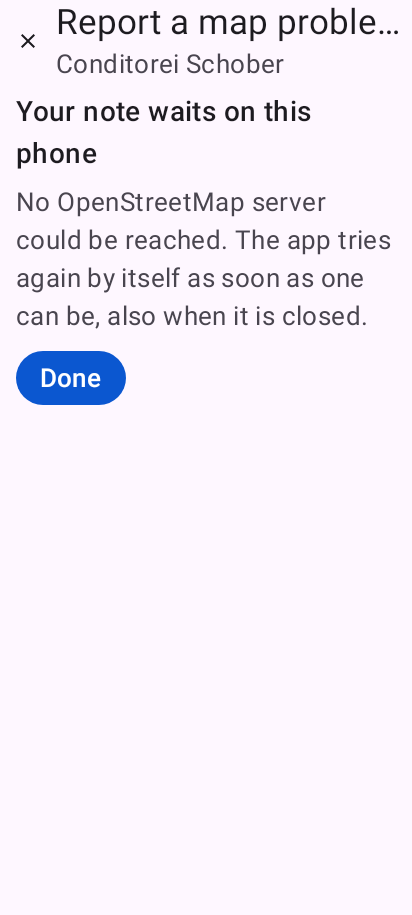 Report a map proble...
Conditorei Schober
Your note waits on this
phone
No OpenStreetMap server
could be reached. The app tries
again by itself as soon as one
can be, also when it is closed.
Done